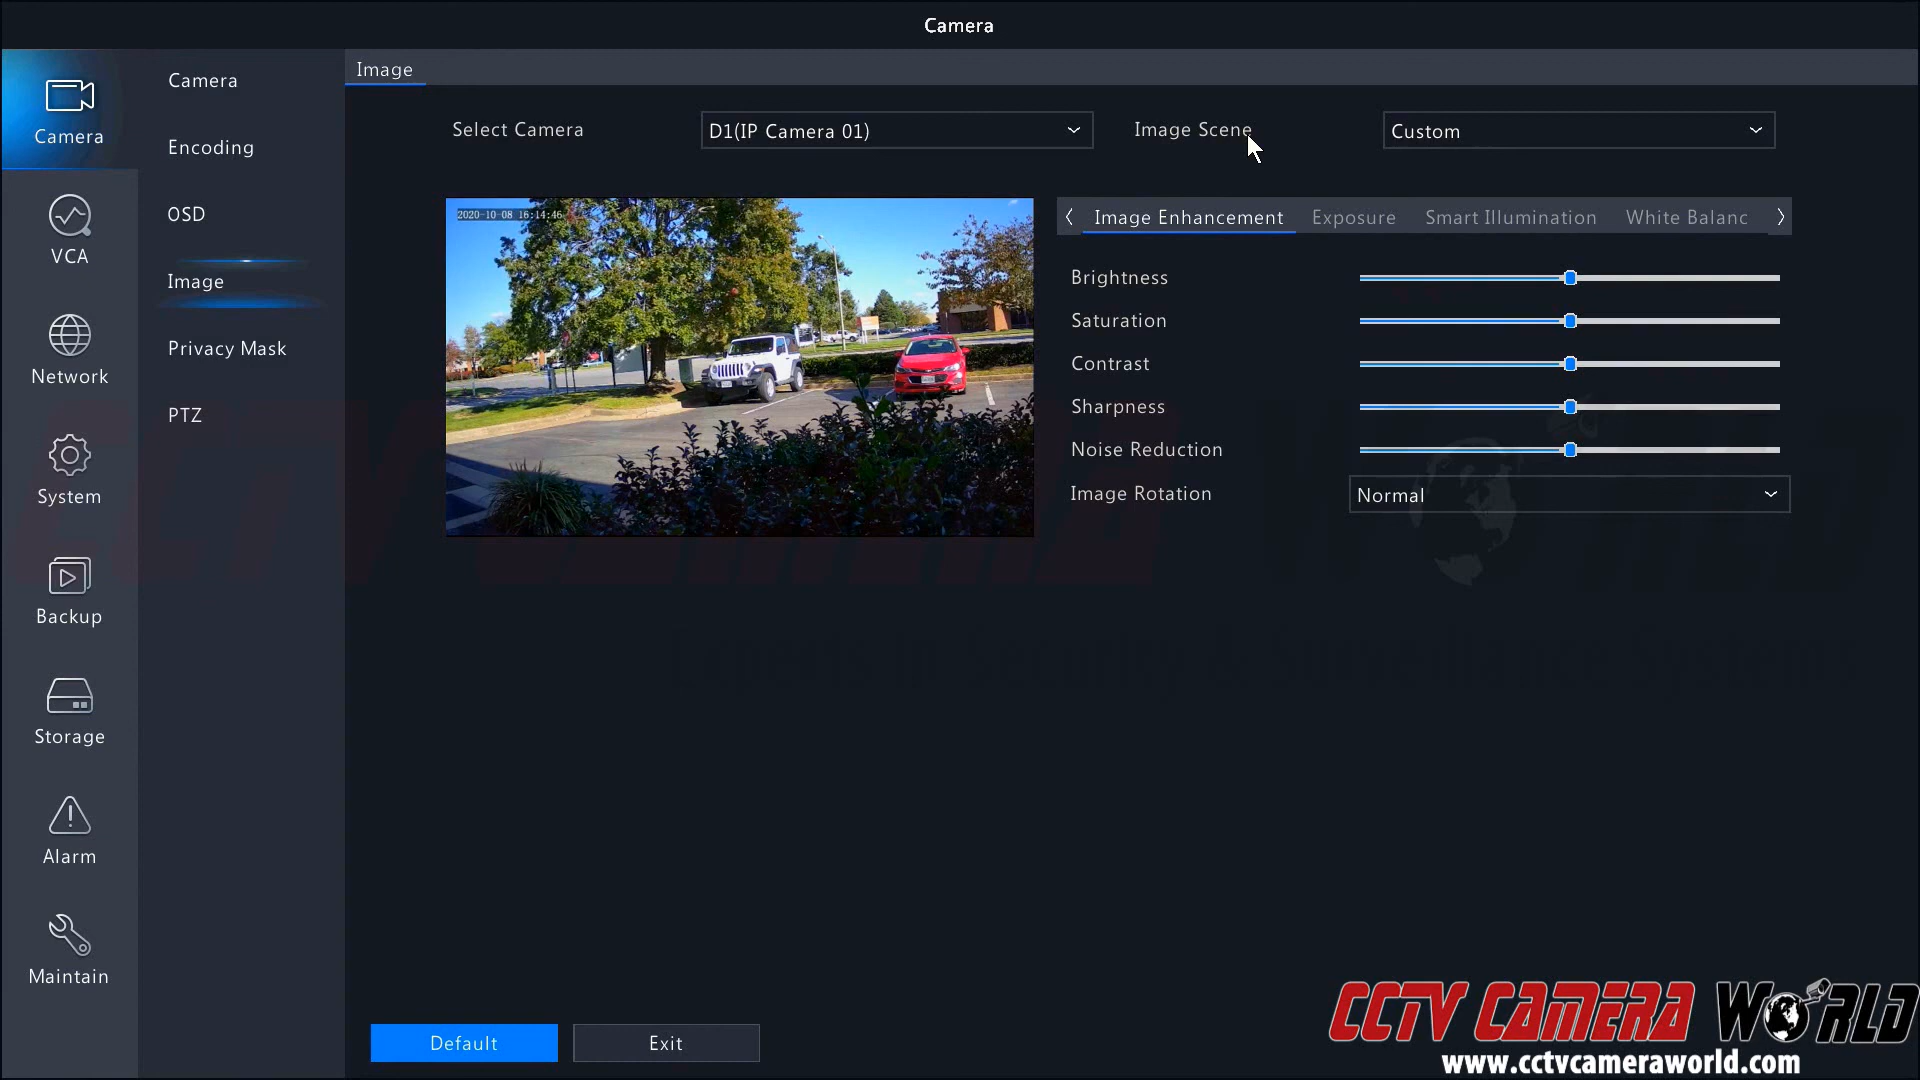 Camera
Camera
VCA
Network
System
Backup
Storage
Alarm
Maintain
Camera
Encoding
OSD
Image
Privacy Mask
PTZ
Image
Select Camera
D1(IP Camera 01)
Image Scene
Custom
2020-10-08 16:14:46
Image Enhancement
Exposure
Smart Illumination
White Balanc
Brightness
Saturation
Contrast
Sharpness
Noise Reduction
Image Rotation
Normal
Default
Exit
CCTV CAMERA WORLD
www.cctvcameraworld.com